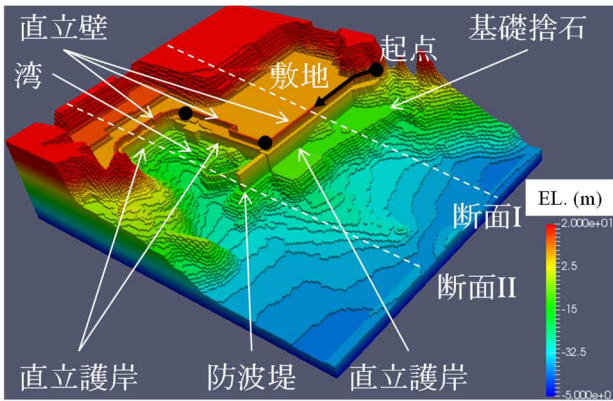 直立壁
湾
敷地
起点
基礎捨石
EL. (m)
2.000e+01
2.5
-15
-32.5
-5.000e+01
断面I
断面II
直立護岸
防波堤
直立護岸